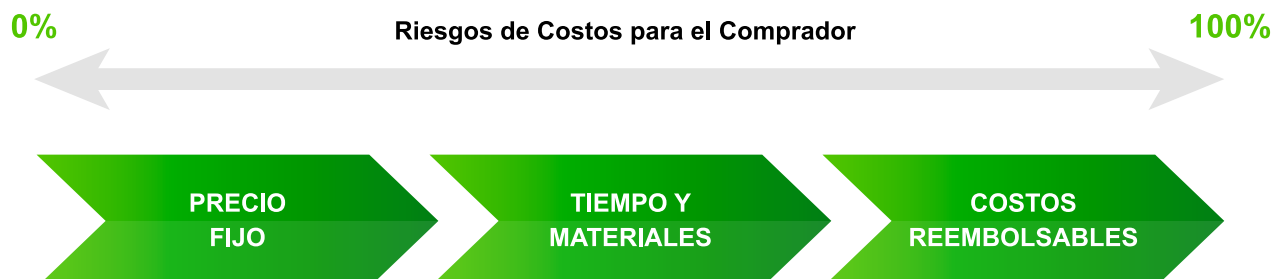 0%
Riesgos de Costos para el Comprador
100%
PRECIO
FIJO
TIEMPO Y
MATERIALES
COSTOS
REEMBOLSABLES